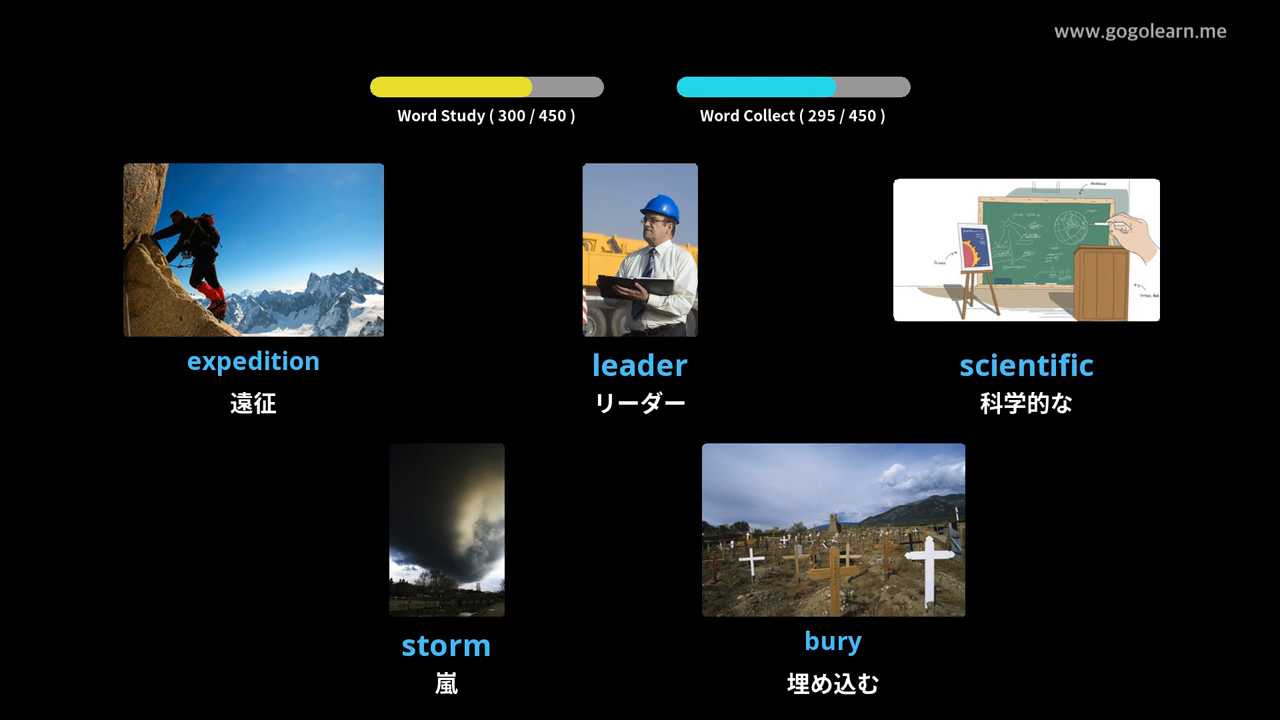 www.gogolearn.me
Word Study ( 300 / 450 )
Word Collect ( 295 / 450 )
expedition
遠征
leader
リーダー
scientific
科学的な
storm
嵐
bury
埋め込む